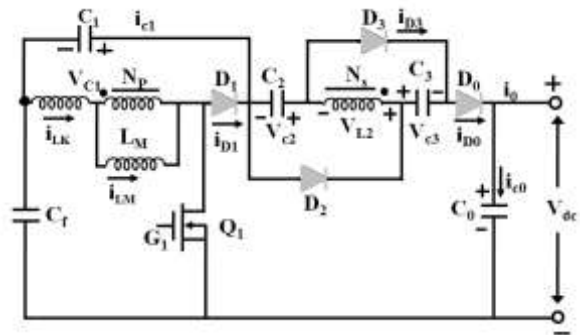 C1 ic1 D3 iD3
- +
VC1 NP D1 C2 Ns C3 D0 io +
- + + -
iLK LM iD1 Vc2 VL2 Vc3 iD0
- +
iLM D2 ic0
Cf G1 Q1 C0 + - Vdc
-